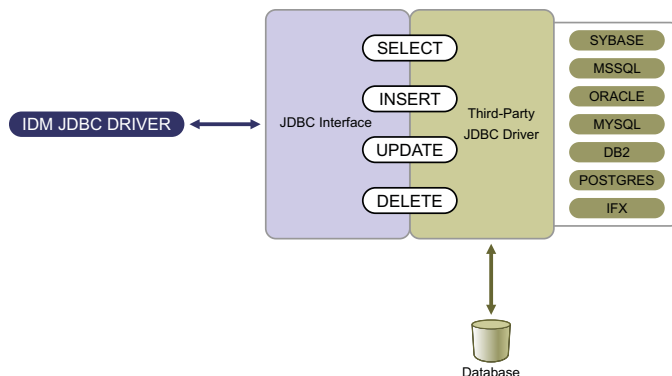 IDM JDBC DRIVER
JDBC Interface
SELECT
INSERT
UPDATE
DELETE
Third-Party
JDBC Driver
SYBASE
MSSQL
ORACLE
MYSQL
DB2
POSTGRES
IFX
Database